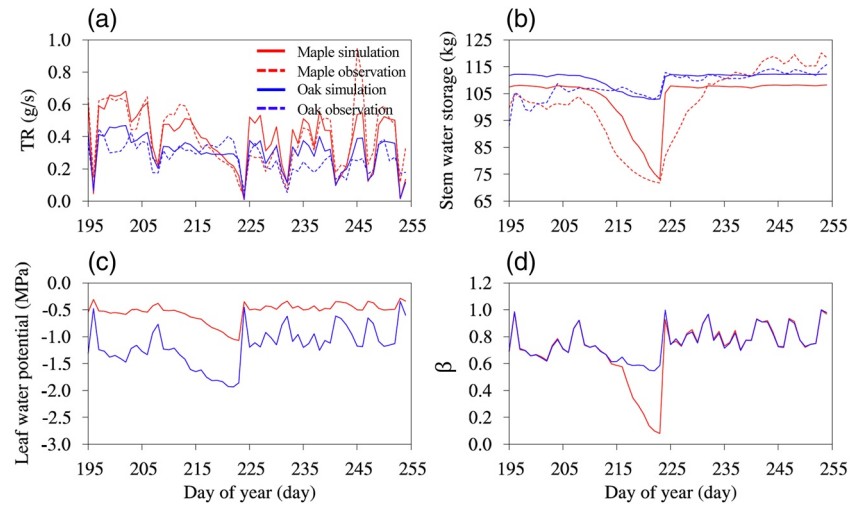 (a)
TR (g/s)
1.0
0.8
0.6
0.4
0.2
0.0
195 205 215 225 235 245 255
Maple simulation
Maple observation
Oak simulation
Oak observation
(b)
Stem water storage (kg)
125
115
105
95
85
75
65
195 205 215 225 235 245 255
(c)
Leaf water potential (MPa)
0.0
-0.5
-1.0
-1.5
-2.0
-2.5
-3.0
195 205 215 225 235 245 255
Day of year (day)
(d)
β
1.2
1.0
0.8
0.6
0.4
0.2
0.0
195 205 215 225 235 245 255
Day of year (day)